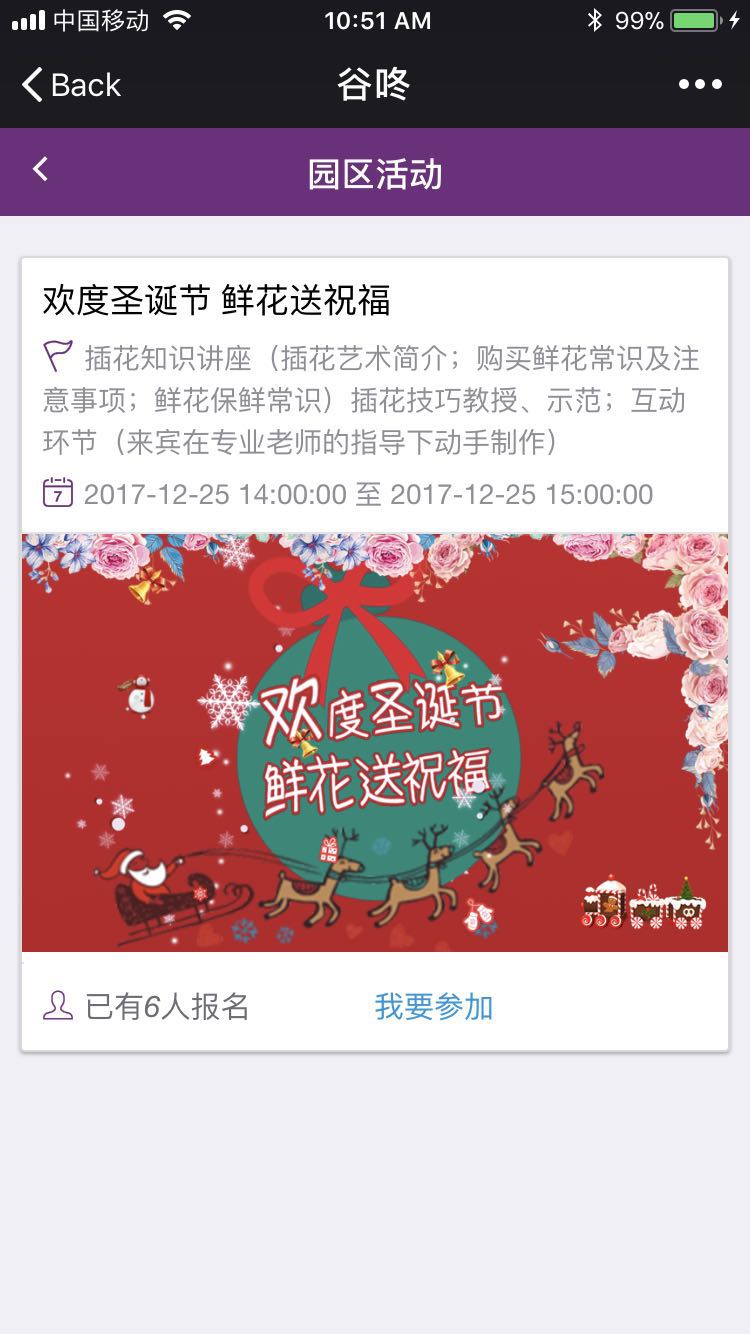 中国移动
10:51 AM
99%
Back
谷咚
园区活动
欢度圣诞节 鲜花送祝福
插花知识讲座（插花艺术简介；购买鲜花常识及注
意事项；鲜花保鲜常识）插花技巧教授、示范；互动
环节（来宾在专业老师的指导下动手制作）
7
2017-12-25 14:00:00 至 2017-12-25 15:00:00
欢度圣诞节
鲜花送祝福
已有6人报名
我要参加